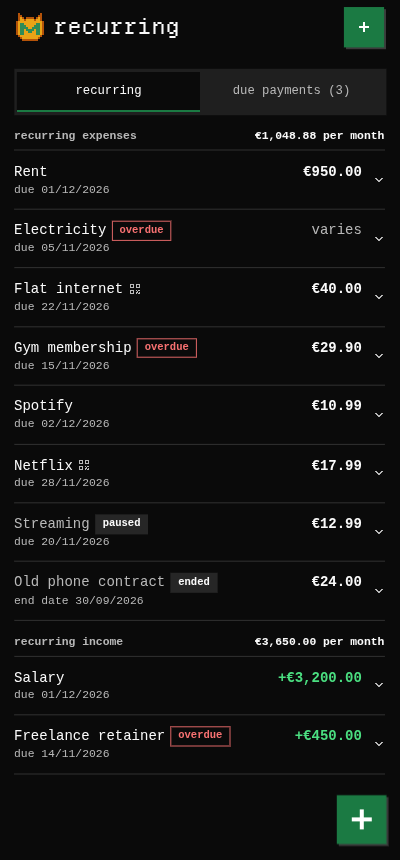 recurring
+
recurring
due payments (3)
recurring expenses
€1,048.88 per month
Rent
€950.00
due 01/12/2026
Electricity overdue
varies
due 05/11/2026
Flat internet
€40.00
due 22/11/2026
Gym membership overdue
€29.90
due 15/11/2026
Spotify
€10.99
due 02/12/2026
Netflix
€17.99
due 28/11/2026
Streaming paused
€12.99
due 20/11/2026
Old phone contract ended
€24.00
end date 30/09/2026
recurring income
€3,650.00 per month
Salary
+€3,200.00
due 01/12/2026
Freelance retainer overdue
+€450.00
due 14/11/2026
+